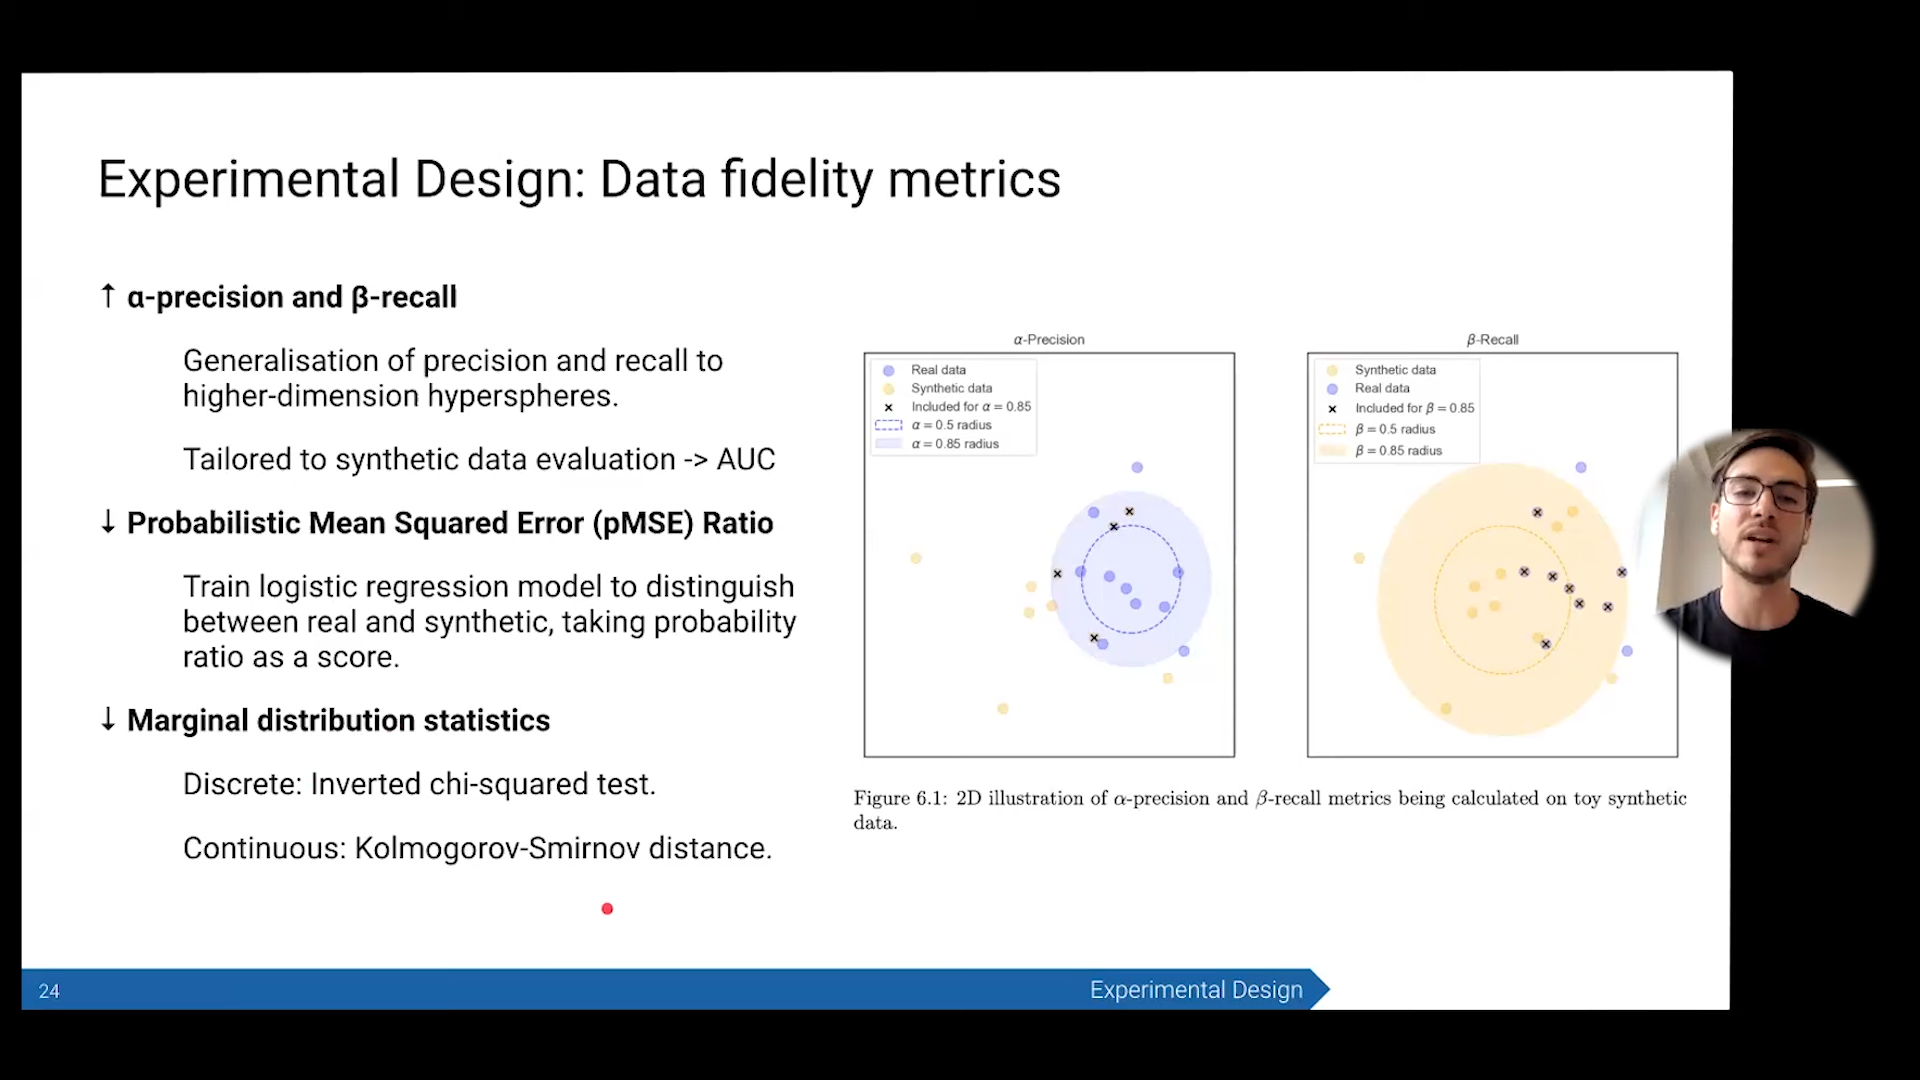 Experimental Design: Data fidelity metrics
↑ α-precision and β-recall
Generalisation of precision and recall to
higher-dimension hyperspheres.
Tailored to synthetic data evaluation -> AUC
↓ Probabilistic Mean Squared Error (pMSE) Ratio
Train logistic regression model to distinguish
between real and synthetic, taking probability
ratio as a score.
↓ Marginal distribution statistics
Discrete: Inverted chi-squared test.
Continuous: Kolmogorov-Smirnov distance.
α-Precision
Real data
Synthetic data
Included for α = 0.85
α = 0.5 radius
α = 0.85 radius
β-Recall
Synthetic data
Real data
Included for β = 0.85
β = 0.5 radius
β = 0.85 radius
Figure 6.1: 2D illustration of α-precision and β-recall metrics being calculated on toy synthetic
data.
24
Experimental Design